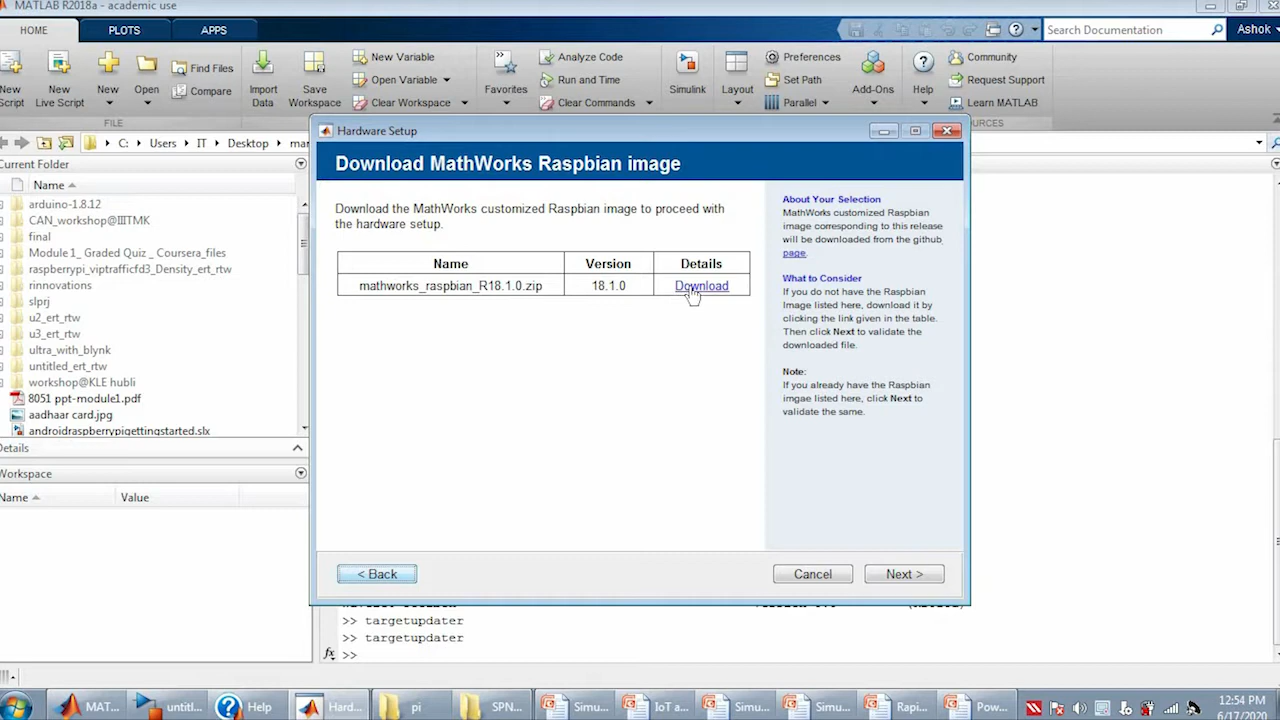 MATLAB R2018a - academic use
HOME PLOTS APPS
Search Documentation
Ashok
New Script
New Live Script
New
Open
Find Files
Compare
Import Data
Save Workspace
New Variable
Open Variable
Clear Workspace
Favorites
Analyze Code
Run and Time
Clear Commands
Simulink
Layout
Preferences
Set Path
Parallel
Add-Ons
Help
Community
Request Support
Learn MATLAB
FILE
C: Users IT Desktop
Current Folder
Name
arduino-1.8.12
CAN_workshop@IIITMK
final
Module 1_ Graded Quiz _ Coursera_files
raspberrypi_viptrafficfd3_Density_ert_rtw
rinnovations
slprj
u2_ert_rtw
u3_ert_rtw
ultra_with_blynk
untitled_ert_rtw
workshop@KLE hubli
8051 ppt-module1.pdf
aadhaar card.jpg
androidraspberrypigettingstarted.slx
Details
Workspace
Name Value
Hardware Setup
Download MathWorks Raspbian image
Download the MathWorks customized Raspbian image to proceed with
the hardware setup.
Name Version Details
mathworks_raspbian_R18.1.0.zip 18.1.0 Download
About Your Selection
MathWorks customized Raspbian
image corresponding to this release
will be downloaded from the github
page.
What to Consider
If you do not have the Raspbian
Image listed here, download it by
clicking the link given in the table.
Then click Next to validate the
downloaded file.
Note:
If you already have the Raspbian
imgae listed here, click Next to
validate the same.
< Back
Cancel
Next >
>> targetupdater
>> targetupdater
>>
fx
MAT...
untitl...
Help
Hard...
pi
SPN...
Simu...
IoT a...
Simu...
Simu...
Rapi...
Pow...
12:54 PM
6/17/2020